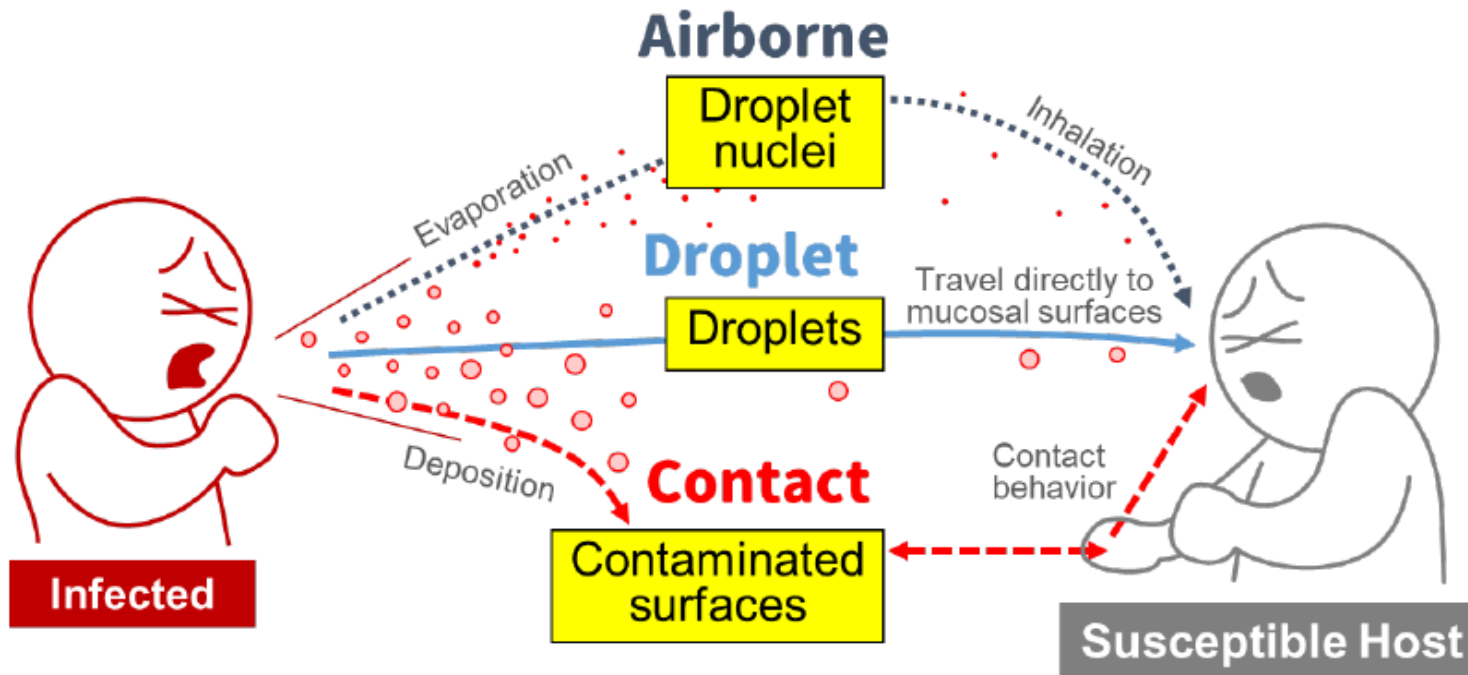 Airborne
Droplet
nuclei
Evaporation
Inhalation
Droplet
Droplets
Travel directly to
mucosal surfaces
Deposition
Contact
Contaminated
surfaces
Contact
behavior
Infected
Susceptible Host